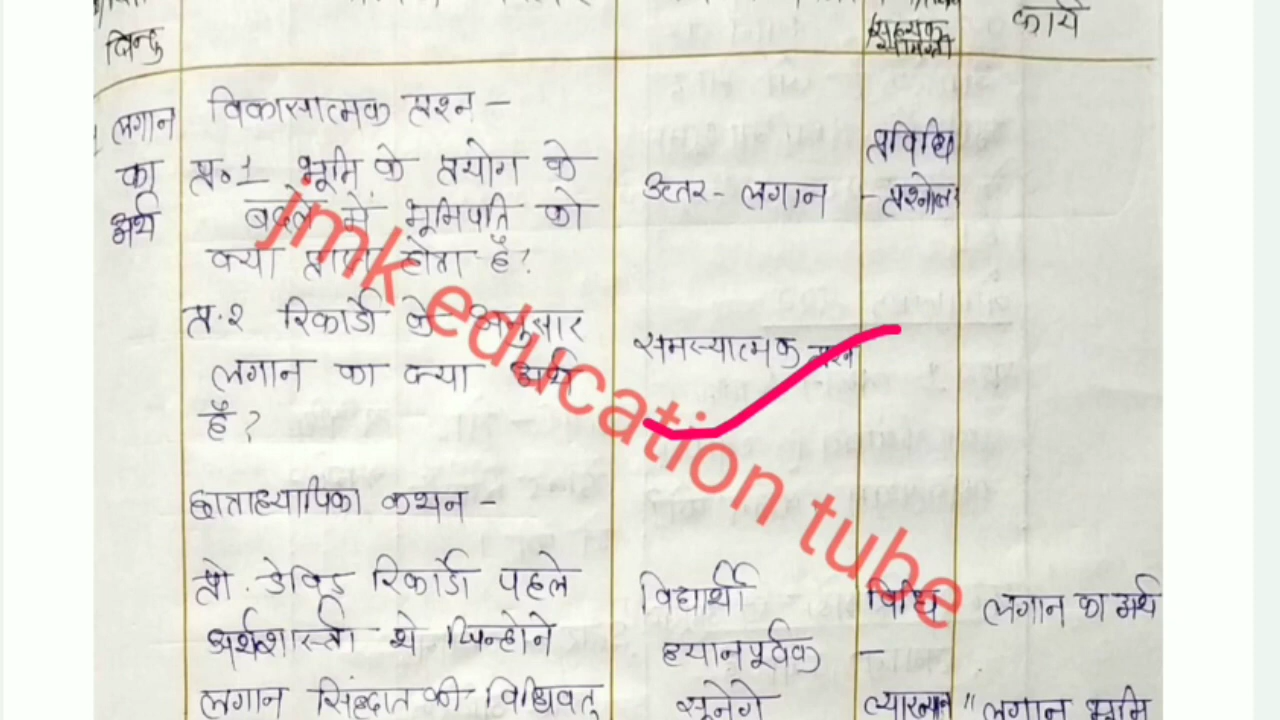 बिन्दु
सहायक
सामग्री
कार्य
लगान
का
अर्थ
विकासात्मक प्रश्न -
प्र.1 भूमि के प्रयोग के
बदले में भूमिपति को
क्या प्राप्त होता है?
उत्तर - लगान
प्रविधि
- प्रश्नोत्तर
प्र.2 रिकार्डो के अनुसार
लगान का क्या अर्थ
है?
समस्यात्मक प्रश्न
छात्राध्यापिका कथन -
प्रो. डेविड रिकार्डो पहले
अर्थशास्त्री थे जिन्होने
लगान सिद्दात की विधिवत्
विद्यार्थी
ध्यानपूर्वक
सुनेगे
विधि
-
व्याख्यान
लगान का अर्थ
"लगान भूमि
jmk education tube